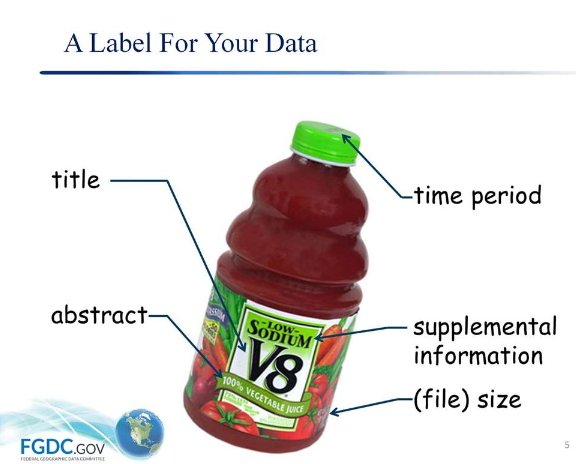 A Label For Your Data
title
time period
abstract
supplemental
information
(file) size
LOW-
SODIUM
V8
100% VEGETABLE JUICE
FGDC.GOV
FEDERAL GEOGRAPHIC DATA COMMITTEE
5